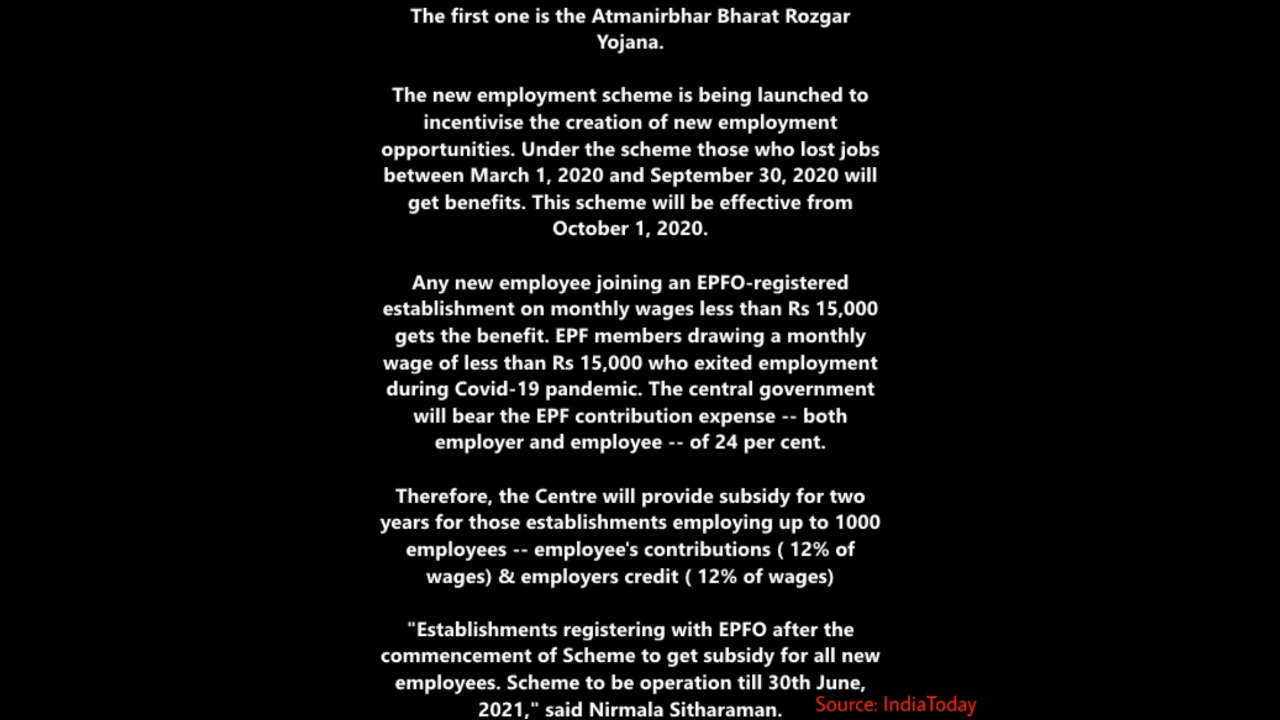 The first one is the Atmanirbhar Bharat Rozgar
Yojana.
The new employment scheme is being launched to
incentivise the creation of new employment
opportunities. Under the scheme those who lost jobs
between March 1, 2020 and September 30, 2020 will
get benefits. This scheme will be effective from
October 1, 2020.
Any new employee joining an EPFO-registered
establishment on monthly wages less than Rs 15,000
gets the benefit. EPF members drawing a monthly
wage of less than Rs 15,000 who exited employment
during Covid-19 pandemic. The central government
will bear the EPF contribution expense -- both
employer and employee -- of 24 per cent.
Therefore, the Centre will provide subsidy for two
years for those establishments employing up to 1000
employees -- employee's contributions ( 12% of
wages) & employers credit ( 12% of wages)
"Establishments registering with EPFO after the
commencement of Scheme to get subsidy for all new
employees. Scheme to be operation till 30th June,
2021," said Nirmala Sitharaman.
Source: IndiaToday